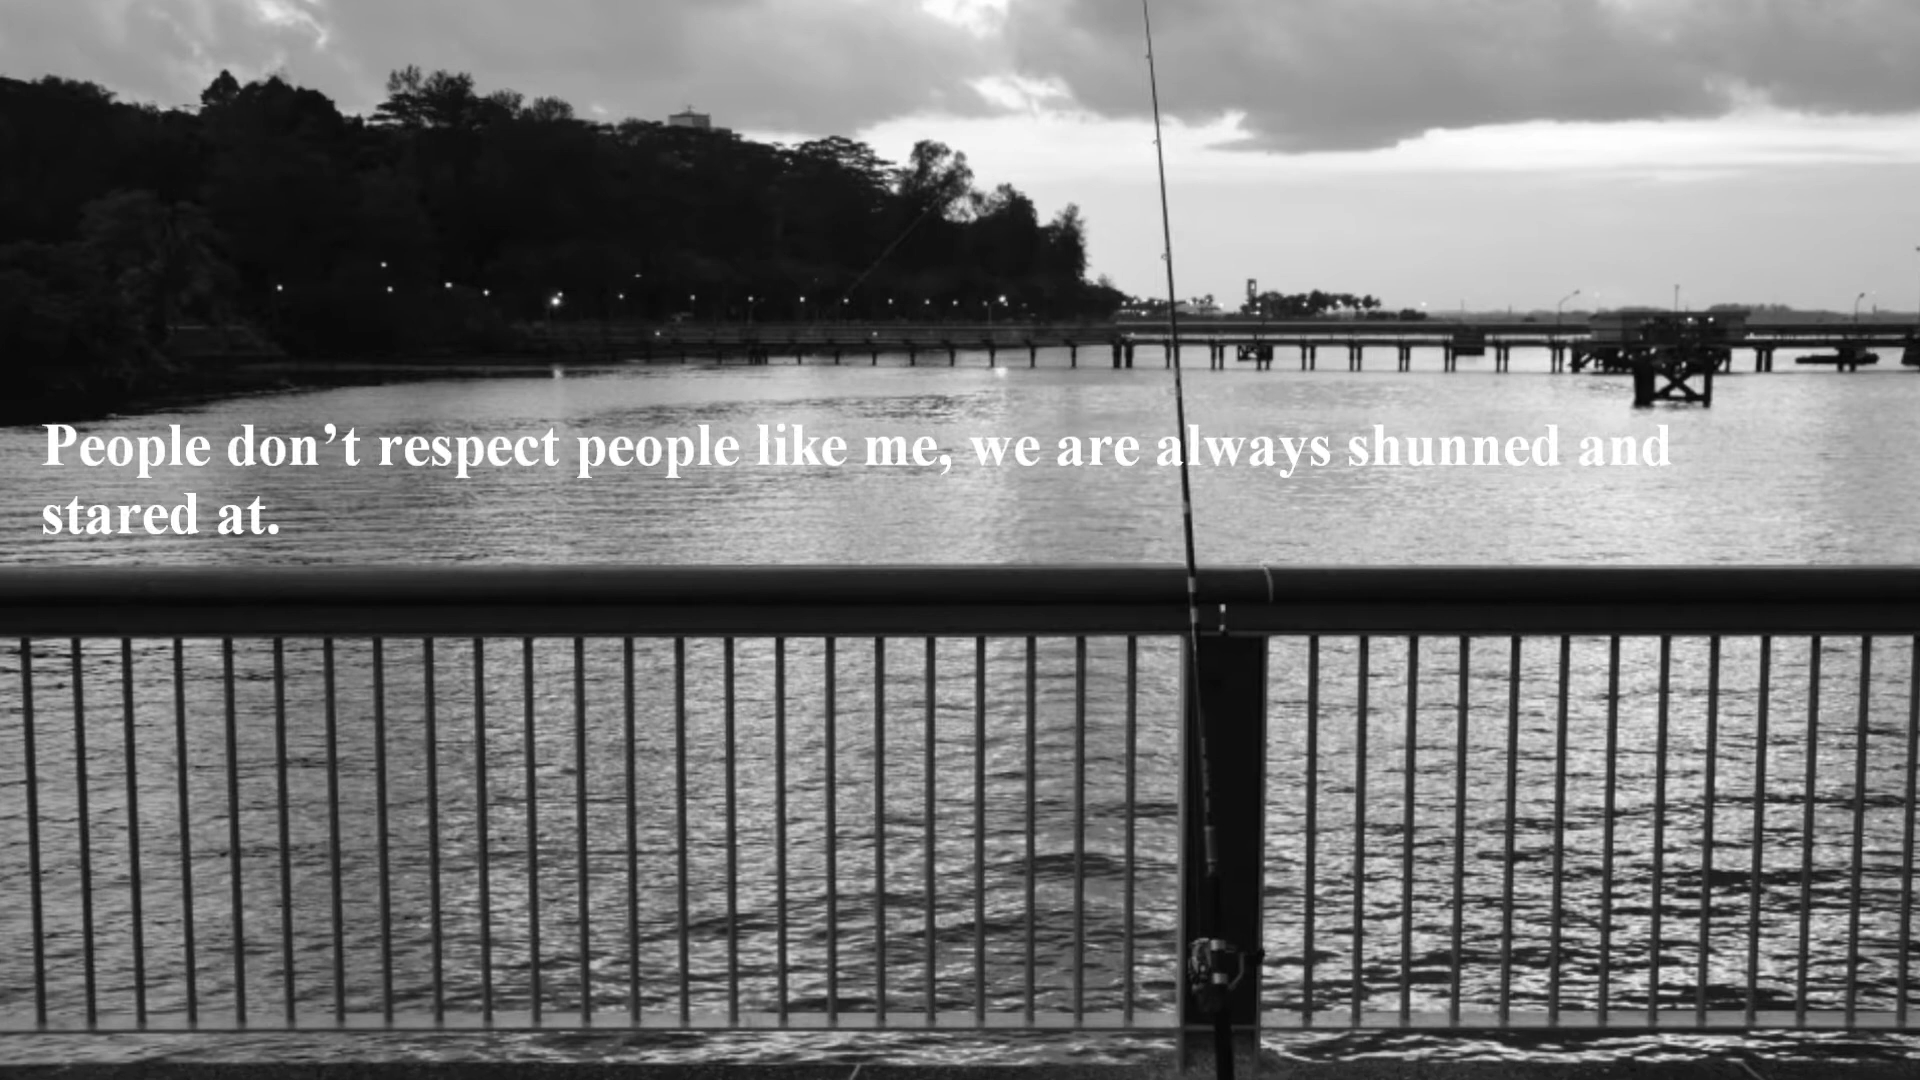 People don’t respect people like me, we are always shunned and
stared at.